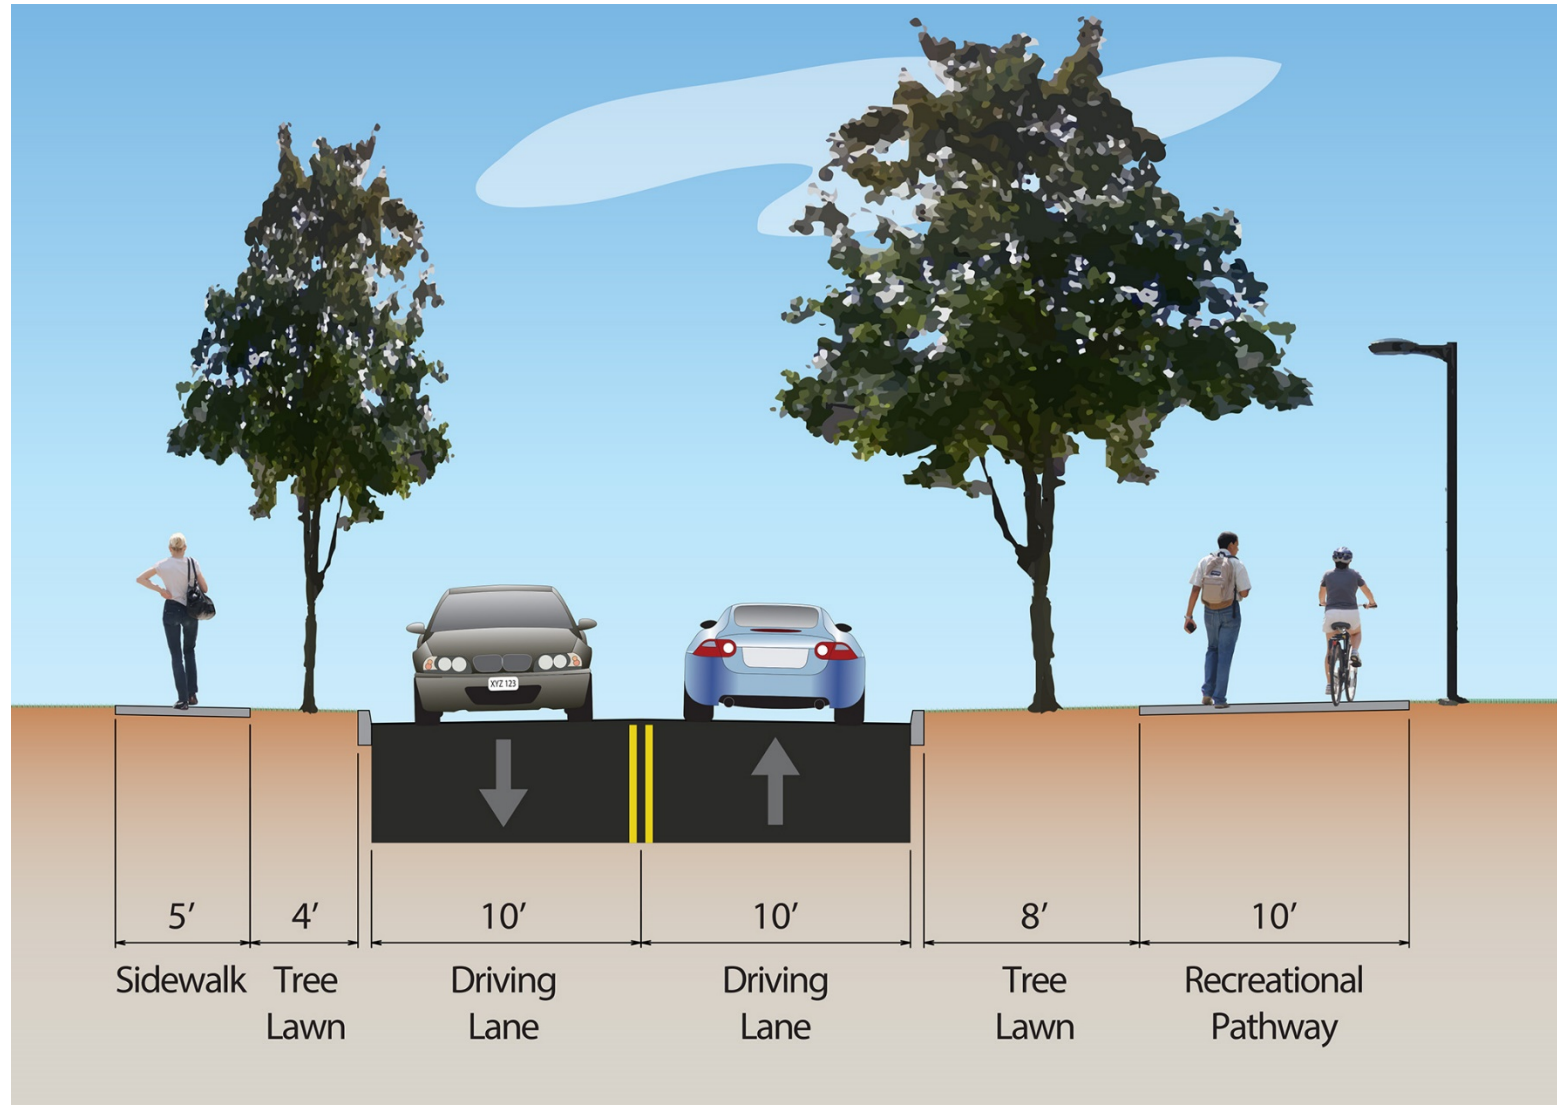 XYZ 123
5′ 4′ 10′ 10′ 8′ 10′
Sidewalk Tree Driving Driving Tree Recreational
Lawn Lane Lane Lawn Pathway